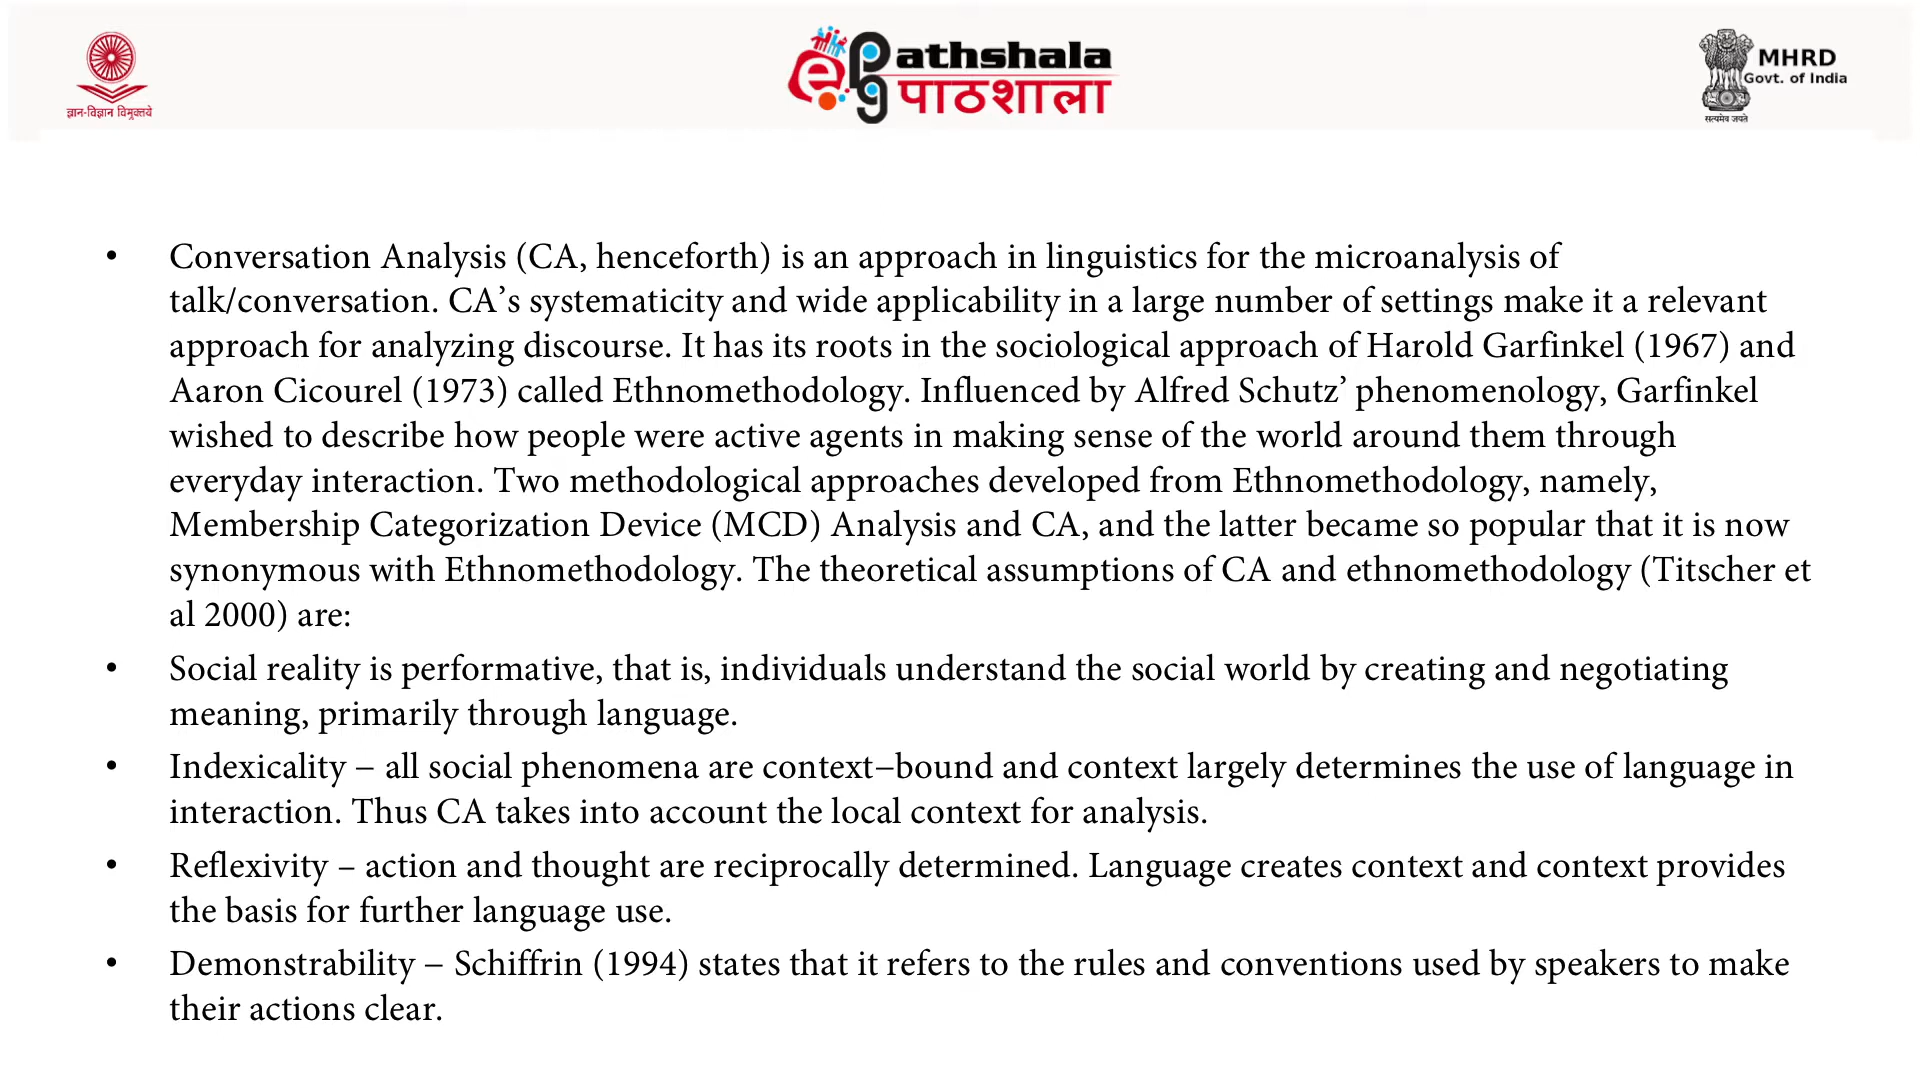 ज्ञान-विज्ञान विमुक्तये
e
pg
athshala
पाठशाला
MHRD
Govt. of India
सत्यमेव जयते
• Conversation Analysis (CA, henceforth) is an approach in linguistics for the microanalysis of
talk/conversation. CA’s systematicity and wide applicability in a large number of settings make it a relevant
approach for analyzing discourse. It has its roots in the sociological approach of Harold Garfinkel (1967) and
Aaron Cicourel (1973) called Ethnomethodology. Influenced by Alfred Schutz’ phenomenology, Garfinkel
wished to describe how people were active agents in making sense of the world around them through
everyday interaction. Two methodological approaches developed from Ethnomethodology, namely,
Membership Categorization Device (MCD) Analysis and CA, and the latter became so popular that it is now
synonymous with Ethnomethodology. The theoretical assumptions of CA and ethnomethodology (Titscher et
al 2000) are:
• Social reality is performative, that is, individuals understand the social world by creating and negotiating
meaning, primarily through language.
• Indexicality − all social phenomena are context−bound and context largely determines the use of language in
interaction. Thus CA takes into account the local context for analysis.
• Reflexivity – action and thought are reciprocally determined. Language creates context and context provides
the basis for further language use.
• Demonstrability − Schiffrin (1994) states that it refers to the rules and conventions used by speakers to make
their actions clear.